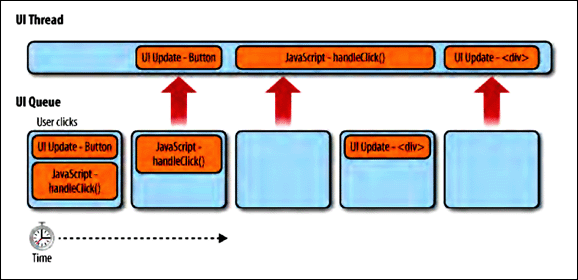 UI Thread
UI Update - Button
JavaScript - handleClick()
UI Update - <div>
UI Queue
User clicks
UI Update - Button
JavaScript -
handleClick()
JavaScript -
handleClick()
UI Update - <div>
Time